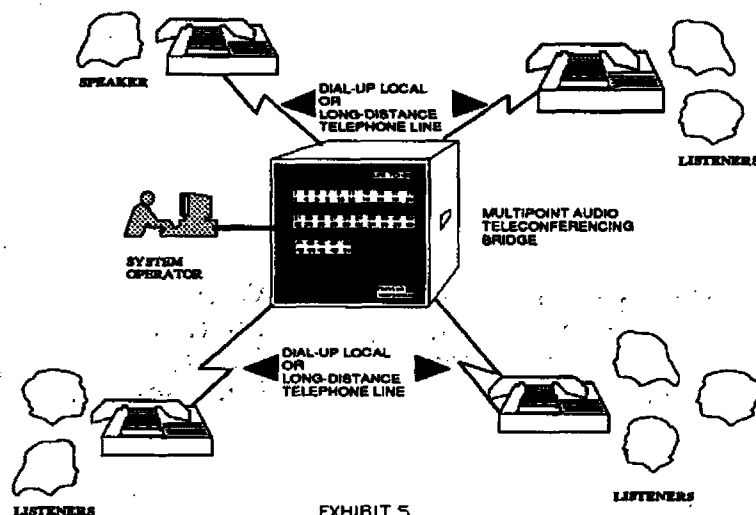 SPEAKER
DIAL-UP LOCAL
OR
LONG-DISTANCE
TELEPHONE LINE
LISTENERS
MULTIPOINT AUDIO
TELECONFERENCING
BRIDGE
SYSTEM
OPERATOR
DIAL-UP LOCAL
OR
LONG-DISTANCE
TELEPHONE LINE
LISTENERS
LISTENERS
EXHIBIT 5